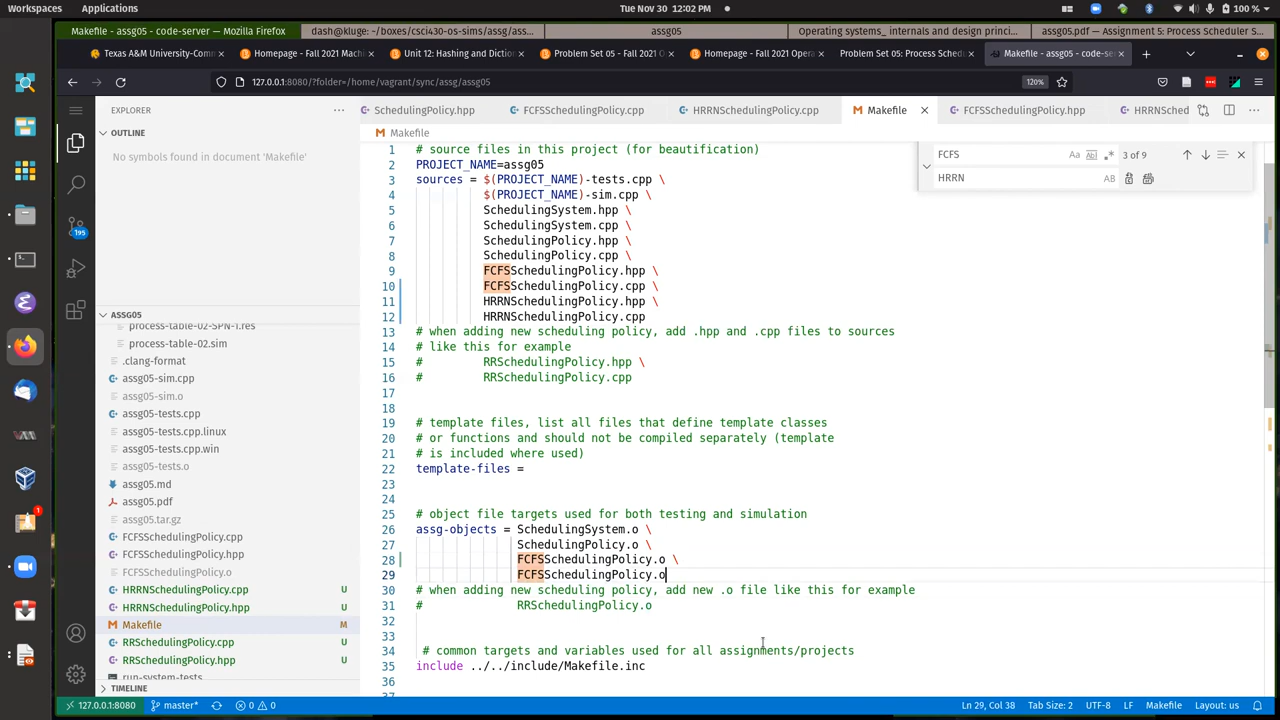 Workspaces Applications Tue Nov 30 12:02 PM 100 %
Makefile - assg05 - code-server — Mozilla Firefox dash@kluge: ~/boxes/csci430-os-sims/assg/ass... assg05 Operating systems_ internals and design princi... assg05.pdf — Assignment 5: Process Scheduler S...
Texas A&M University-Comm Homepage - Fall 2021 Machi Unit 12: Hashing and Diction Problem Set 05 - Fall 2021 O Homepage - Fall 2021 Opera Problem Set 05: Process Schedu Makefile - assg05 - code-se
127.0.0.1:8080/?folder=/home/vagrant/sync/assg/assg05 120%
EXPLORER SchedulingPolicy.hpp FCFSSchedulingPolicy.cpp HRRNSchedulingPolicy.cpp Makefile FCFSSchedulingPolicy.hpp HRRNSched
OUTLINE Makefile
No symbols found in document 'Makefile'
FCFS Aa ab 3 of 9
HRRN AB
1 # source files in this project (for beautification)
2 PROJECT_NAME=assg05
3 sources = $(PROJECT_NAME)-tests.cpp \
4 $(PROJECT_NAME)-sim.cpp \
5 SchedulingSystem.hpp \
6 SchedulingSystem.cpp \
7 SchedulingPolicy.hpp \
8 SchedulingPolicy.cpp \
9 FCFSSchedulingPolicy.hpp \
10 FCFSSchedulingPolicy.cpp \
11 HRRNSchedulingPolicy.hpp \
12 HRRNSchedulingPolicy.cpp
13 # when adding new scheduling policy, add .hpp and .cpp files to sources
14 # like this for example
15 # RRSchedulingPolicy.hpp \
16 # RRSchedulingPolicy.cpp
17
18
19 # template files, list all files that define template classes
20 # or functions and should not be compiled separately (template
21 # is included where used)
22 template-files =
23
24
25 # object file targets used for both testing and simulation
26 assg-objects = SchedulingSystem.o \
27 SchedulingPolicy.o \
28 FCFSSchedulingPolicy.o \
29 FCFSSchedulingPolicy.o
30 # when adding new scheduling policy, add new .o file like this for example
31 # RRSchedulingPolicy.o
32
33
34 # common targets and variables used for all assignments/projects
35 include ../../include/Makefile.inc
36
37
195
1
ASSG05
process-table-02-SPN-1.res
process-table-02.sim
.clang-format
assg05-sim.cpp
assg05-sim.o
assg05-tests.cpp
assg05-tests.cpp.linux
assg05-tests.cpp.win
assg05-tests.o
assg05.md
assg05.pdf
assg05.tar.gz
FCFSSchedulingPolicy.cpp
FCFSSchedulingPolicy.hpp
FCFSSchedulingPolicy.o
HRRNSchedulingPolicy.cpp U
HRRNSchedulingPolicy.hpp U
Makefile M
RRSchedulingPolicy.cpp U
RRSchedulingPolicy.hpp U
run-system-tests
TIMELINE
127.0.0.1:8080 master* 0 0 Ln 29, Col 38 Tab Size: 2 UTF-8 LF Makefile Layout: us